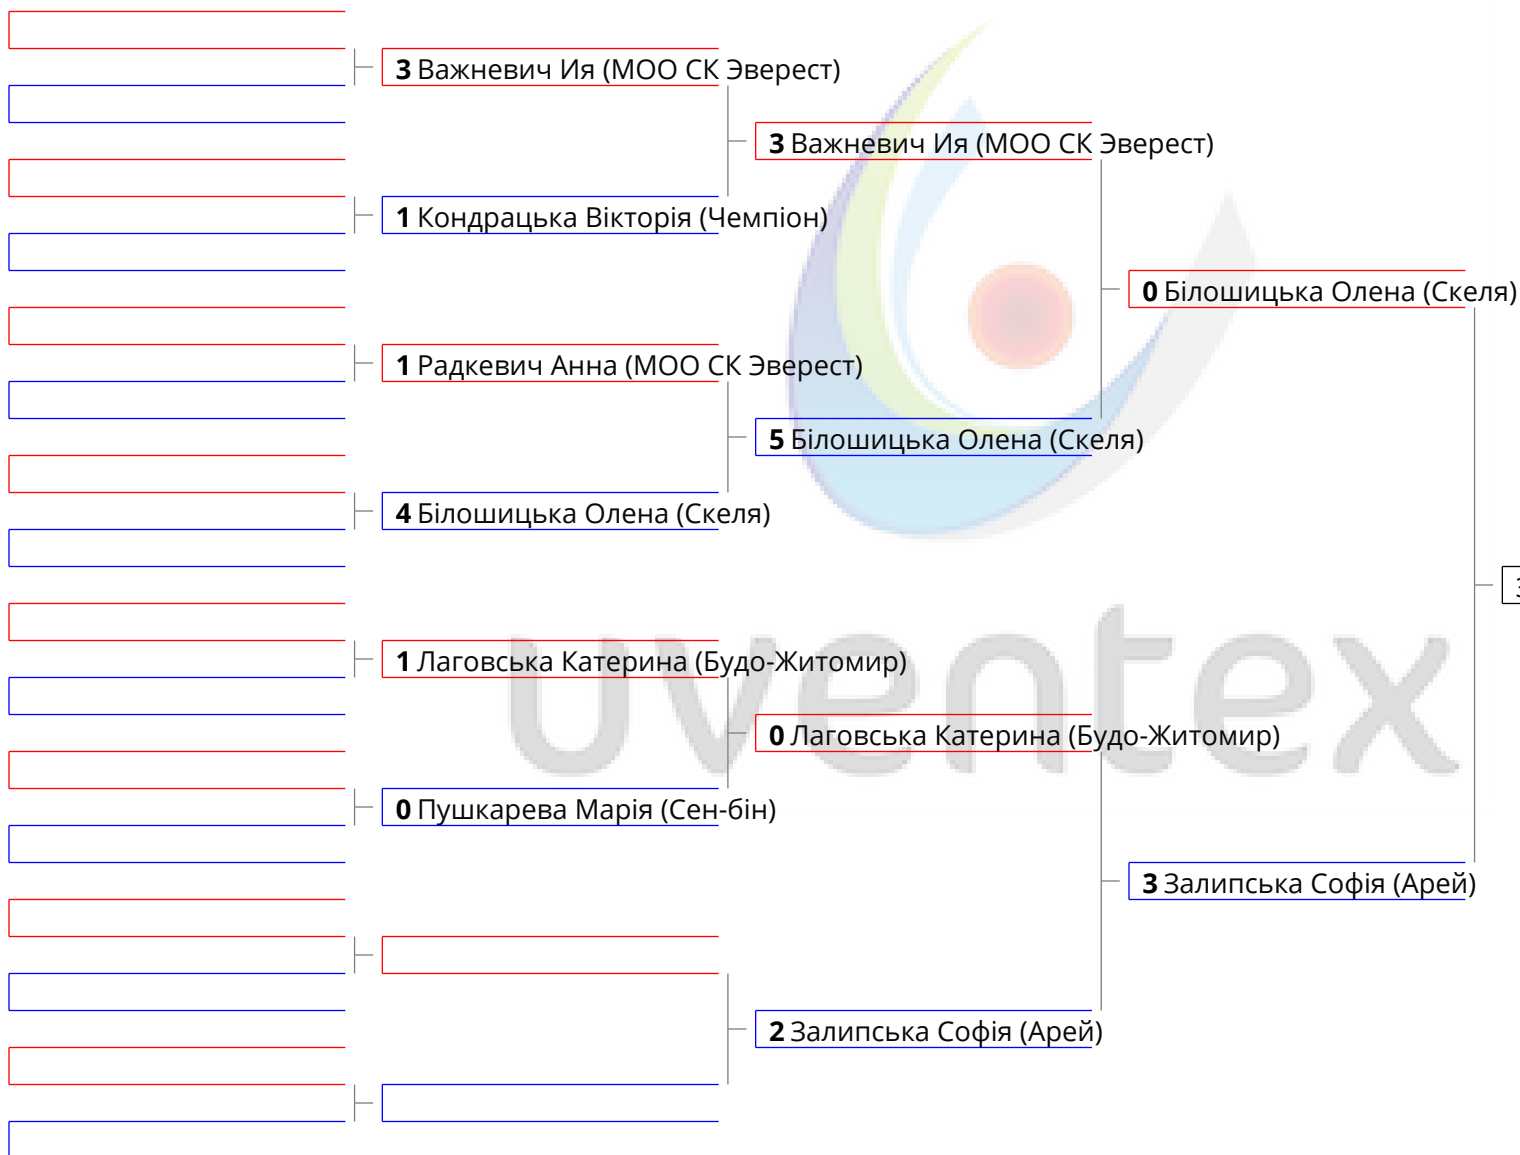 3 Важневич Ия (МОО СК Эверест)
3 Важневич Ия (МОО СК Эверест)
1 Кондрацька Вікторія (Чемпіон)
0 Білошицька Олена (Скеля)
1 Радкевич Анна (МОО СК Эверест)
5 Білошицька Олена (Скеля)
4 Білошицька Олена (Скеля)
1 Лаговська Катерина (Будо-Житомир)
uventex
0 Лаговська Катерина (Будо-Житомир)
0 Пушкарева Марія (Сен-бін)
3 Залипська Софія (Арей)
2 Залипська Софія (Арей)